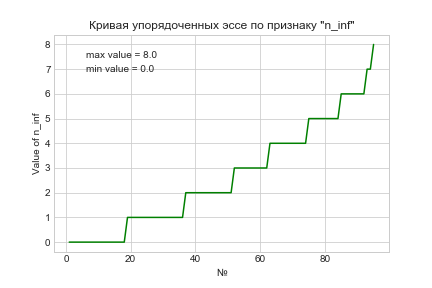 Кривая упорядоченных эссе по признаку "n_inf"
max value = 8.0
min value = 0.0
Value of n_inf
8
7
6
5
4
3
2
1
0
0 20 40 60 80
№